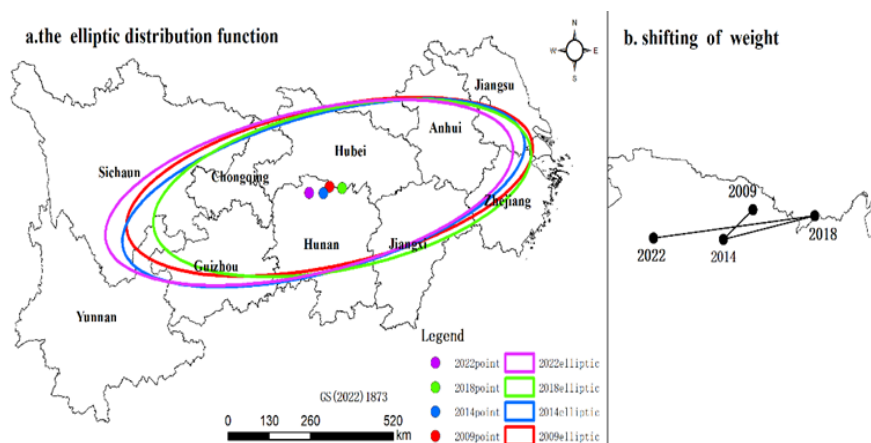 a.the elliptic distribution function
b. shifting of weight
N
W E
S
Jiangsu
Anhui
Hubei
Sichaun
Chongqing
Zhejiang
Hunan
Jiangxi
Guizhou
Yunnan
2009
2018
2022
2014
Legend
2022point 2022elliptic
2018point 2018elliptic
2014point 2014elliptic
2009point 2009elliptic
GS(2022)1873
0 130 260 520
km